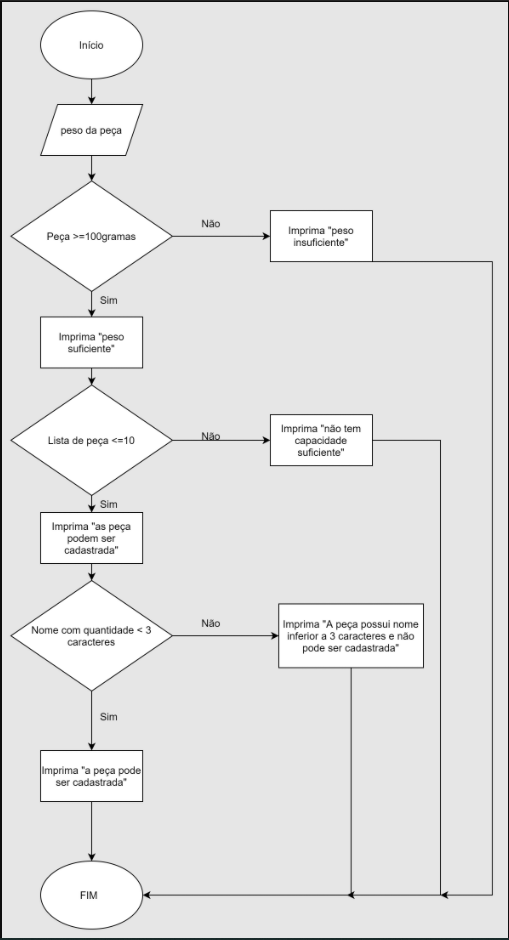 Início
peso da peça
Peça >=100gramas
Não
Imprima "peso
insuficiente"
Sim
Imprima "peso
suficiente"
Lista de peça <=10
Não
Imprima "não tem
capacidade
suficiente"
Sim
Imprima "as peça
podem ser
cadastrada"
Nome com quantidade < 3
caracteres
Não
Imprima "A peça possui nome
inferior a 3 caracteres e não
pode ser cadastrada"
Sim
Imprima "a peça pode
ser cadastrada"
FIM